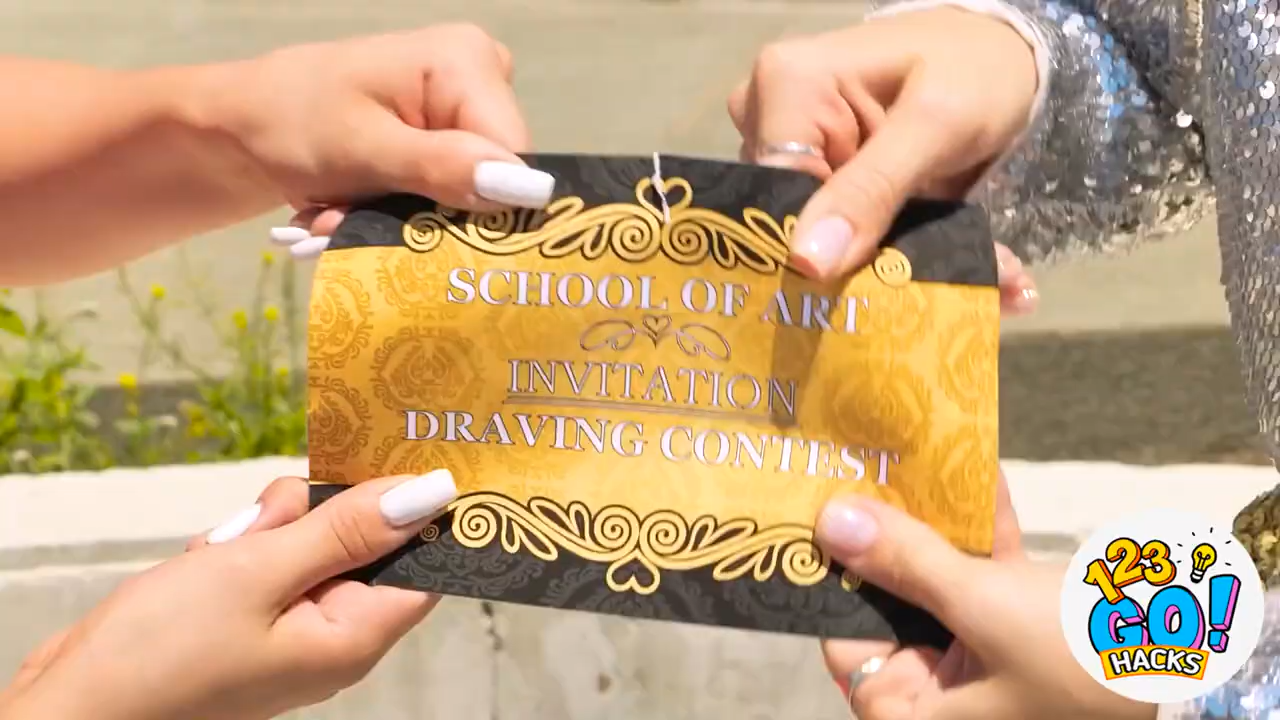 SCHOOL OF ART
INVITATION
DRAVING CONTEST
123
GO!
HACKS